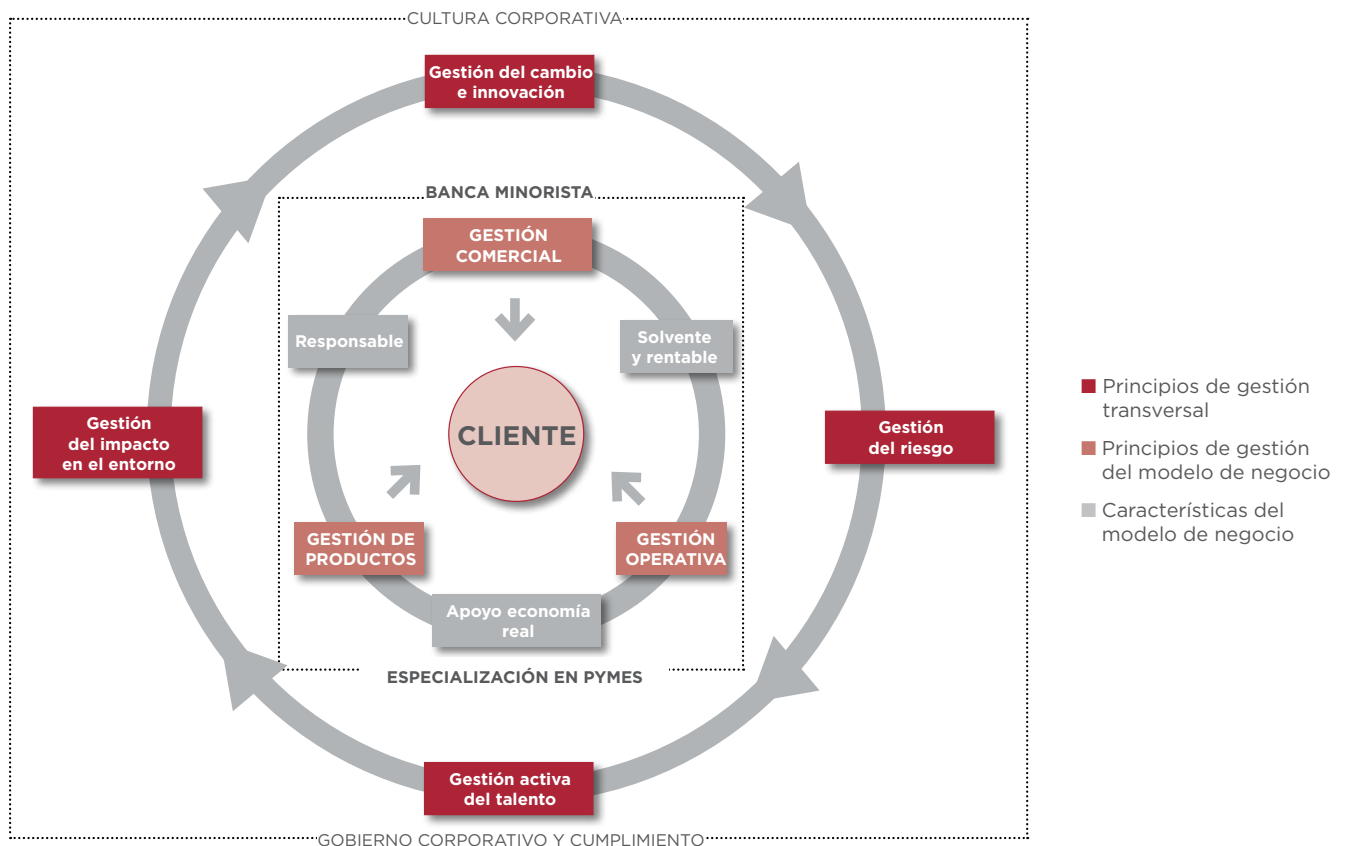 CULTURA CORPORATIVA
Gestión del cambio
e innovación
BANCA MINORISTA
GESTIÓN
COMERCIAL
Responsable
Solvente
y rentable
CLIENTE
Gestión
del impacto
en el entorno
Gestión
del riesgo
GESTIÓN DE
PRODUCTOS
GESTIÓN
OPERATIVA
Apoyo economía
real
ESPECIALIZACIÓN EN PYMES
Gestión activa
del talento
GOBIERNO CORPORATIVO Y CUMPLIMIENTO
Principios de gestión
transversal
Principios de gestión
del modelo de negocio
Características del
modelo de negocio